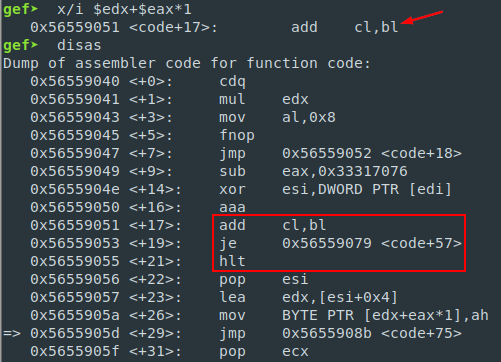 gef➤ x/i $edx+$eax*1
0x56559051 <code+17>: add cl,bl
gef➤ disas
Dump of assembler code for function code:
0x56559040 <+0>: cdq
0x56559041 <+1>: mul edx
0x56559043 <+3>: mov al,0x8
0x56559045 <+5>: fnop
0x56559047 <+7>: jmp 0x56559052 <code+18>
0x56559049 <+9>: sub eax,0x33317076
0x5655904e <+14>: xor esi,DWORD PTR [edi]
0x56559050 <+16>: aaa
0x56559051 <+17>: add cl,bl
0x56559053 <+19>: je 0x56559079 <code+57>
0x56559055 <+21>: hlt
0x56559056 <+22>: pop esi
0x56559057 <+23>: lea edx,[esi+0x4]
0x5655905a <+26>: mov BYTE PTR [edx+eax*1],ah
=> 0x5655905d <+29>: jmp 0x5655908b <code+75>
0x5655905f <+31>: pop ecx